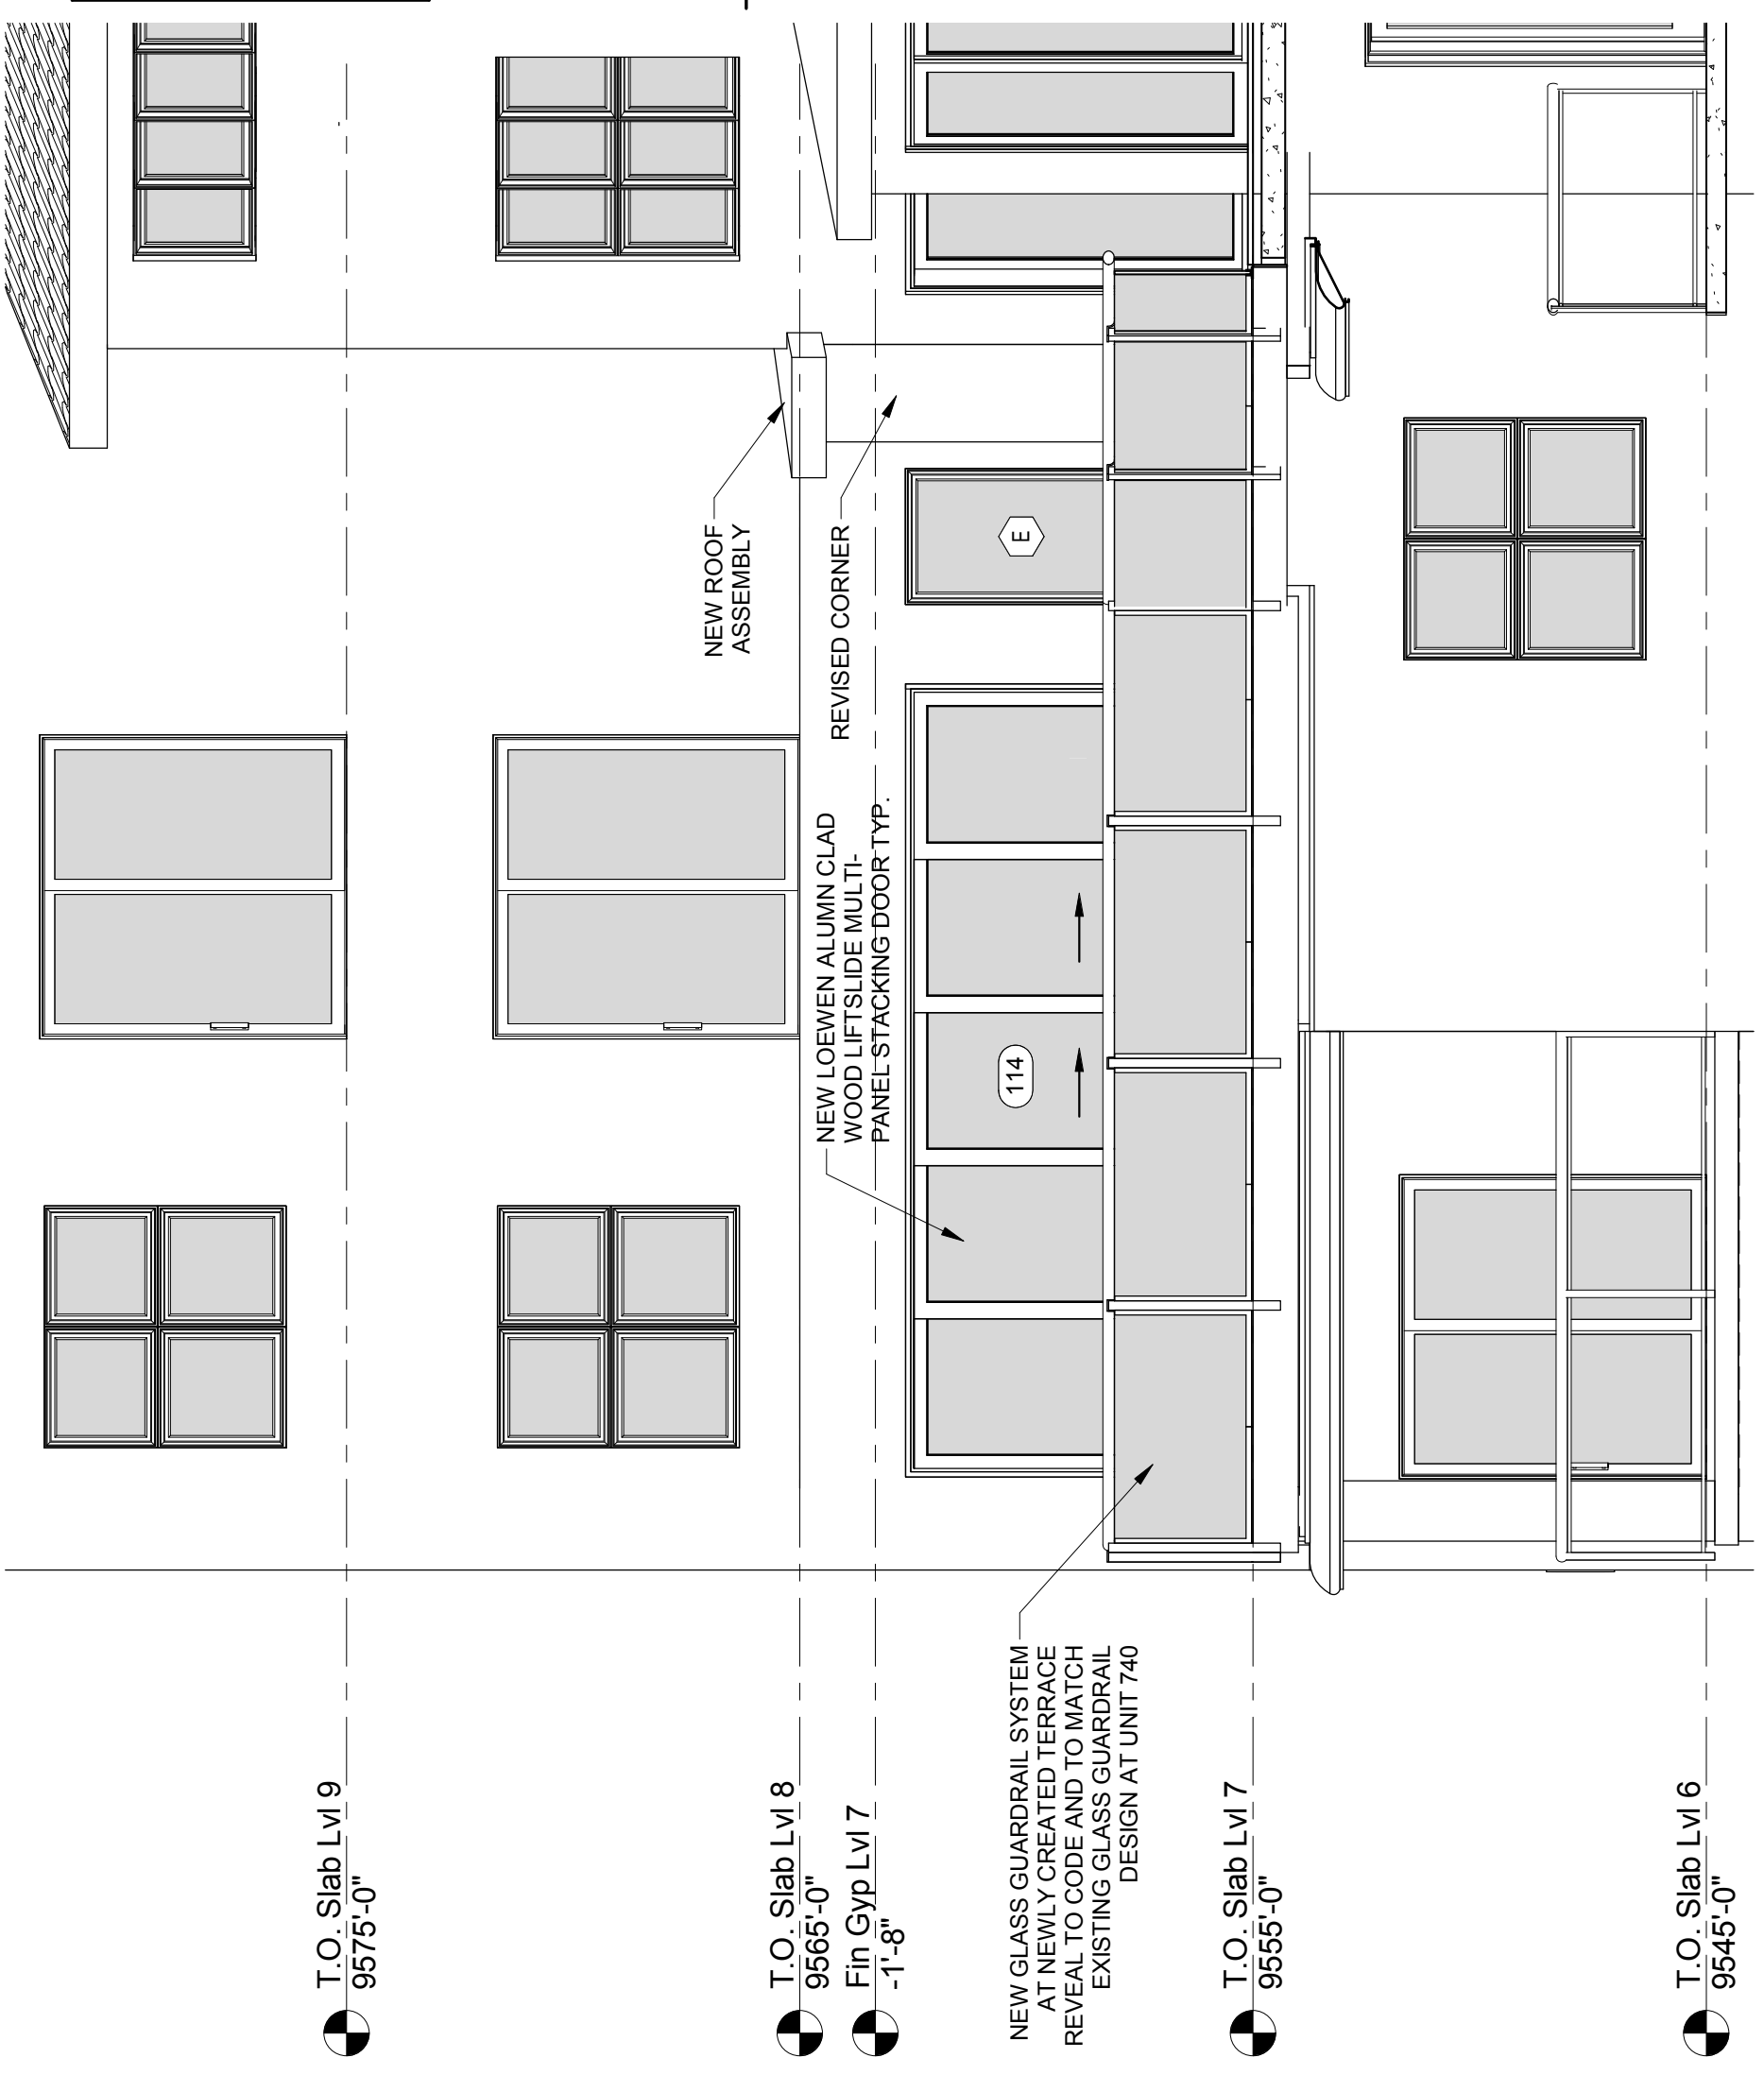 T.O. Slab Lvl 9
9575'-0"
T.O. Slab Lvl 8
9565'-0"
Fin Gyp Lvl 7
-1'-8"
T.O. Slab Lvl 7
9555'-0"
T.O. Slab Lvl 6
9545'-0"
NEW GLASS GUARDRAIL SYSTEM
AT NEWLY CREATED TERRACE
REVEAL TO CODE AND TO MATCH
EXISTING GLASS GUARDRAIL
DESIGN AT UNIT 740
NEW LOEWEN ALUMN CLAD
WOOD LIFTSLIDE MULTI-
PANEL STACKING DOOR TYP.
114
NEW ROOF
ASSEMBLY
REVISED CORNER
E